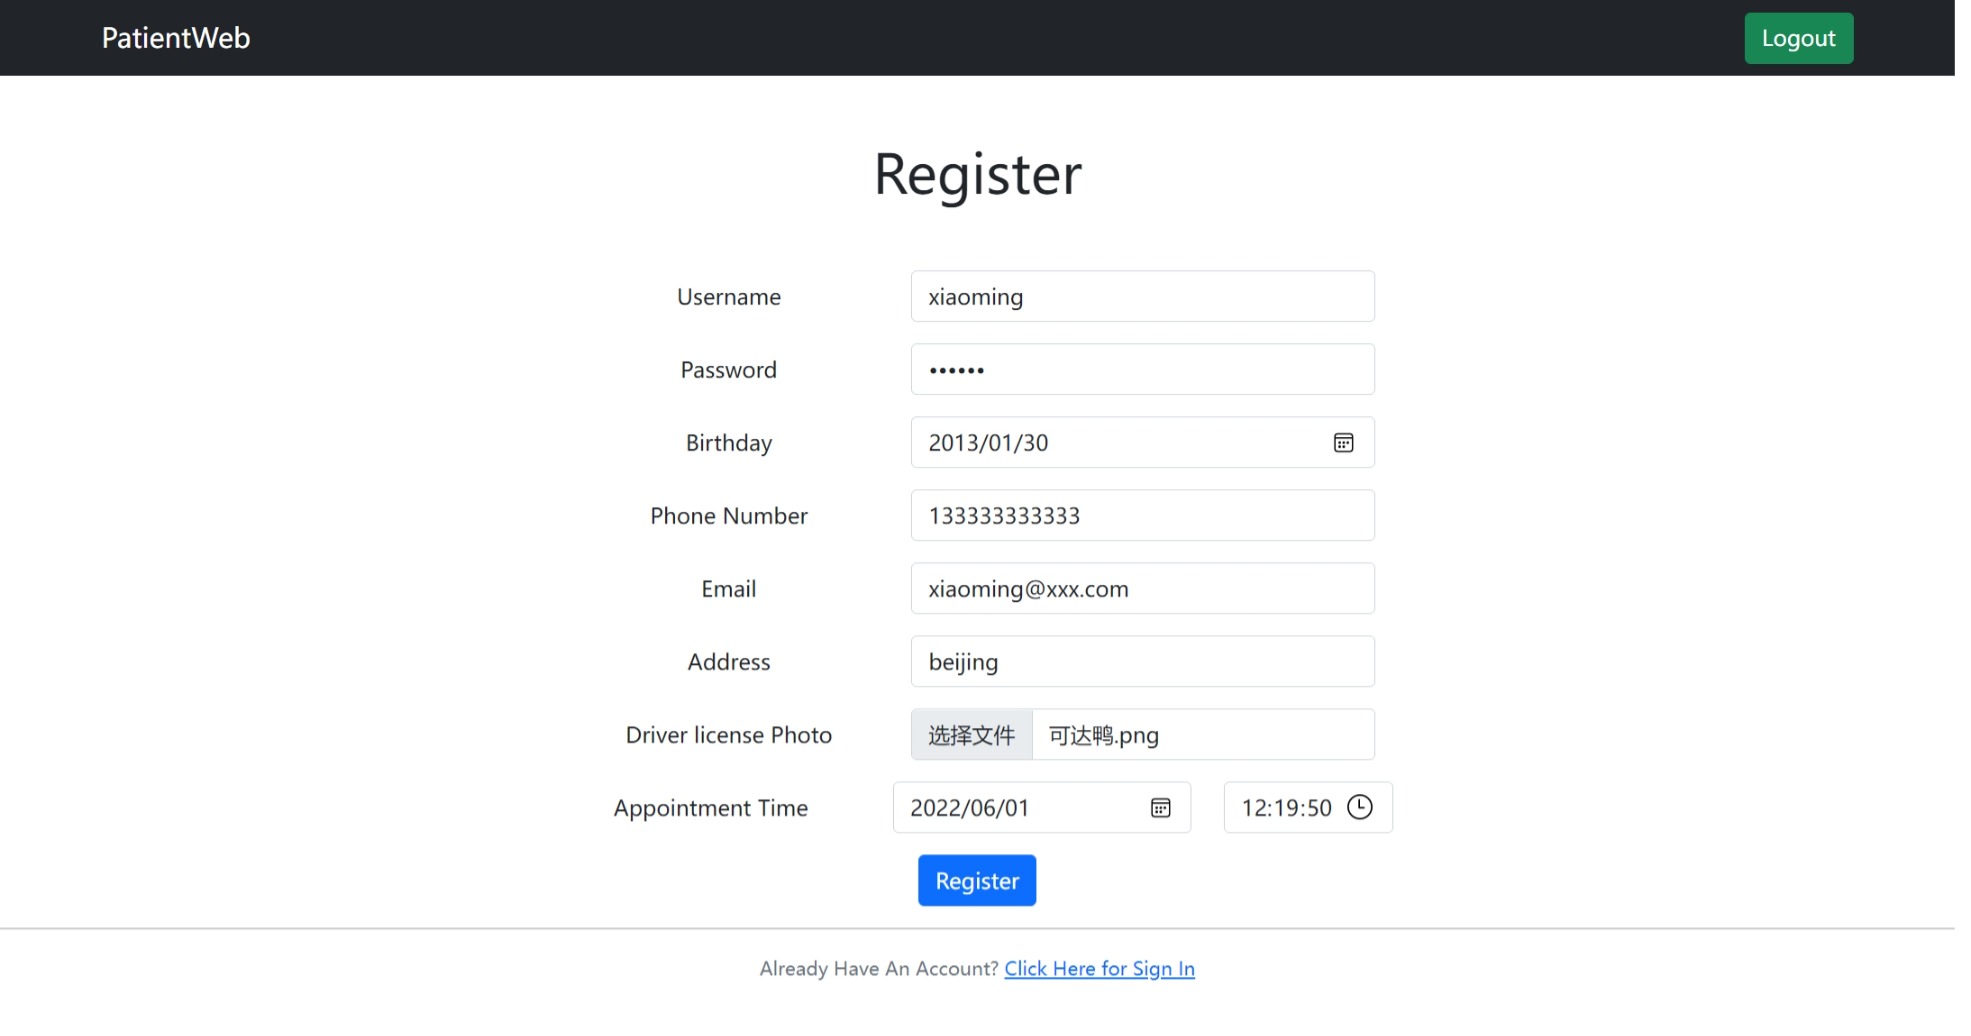 PatientWeb Logout
Register
Username xiaoming
Password ••••••
Birthday 2013/01/30
Phone Number 133333333333
Email xiaoming@xxx.com
Address beijing
Driver license Photo 选择文件 可达鸭.png
Appointment Time 2022/06/01 12:19:50
Register
Already Have An Account? Click Here for Sign In